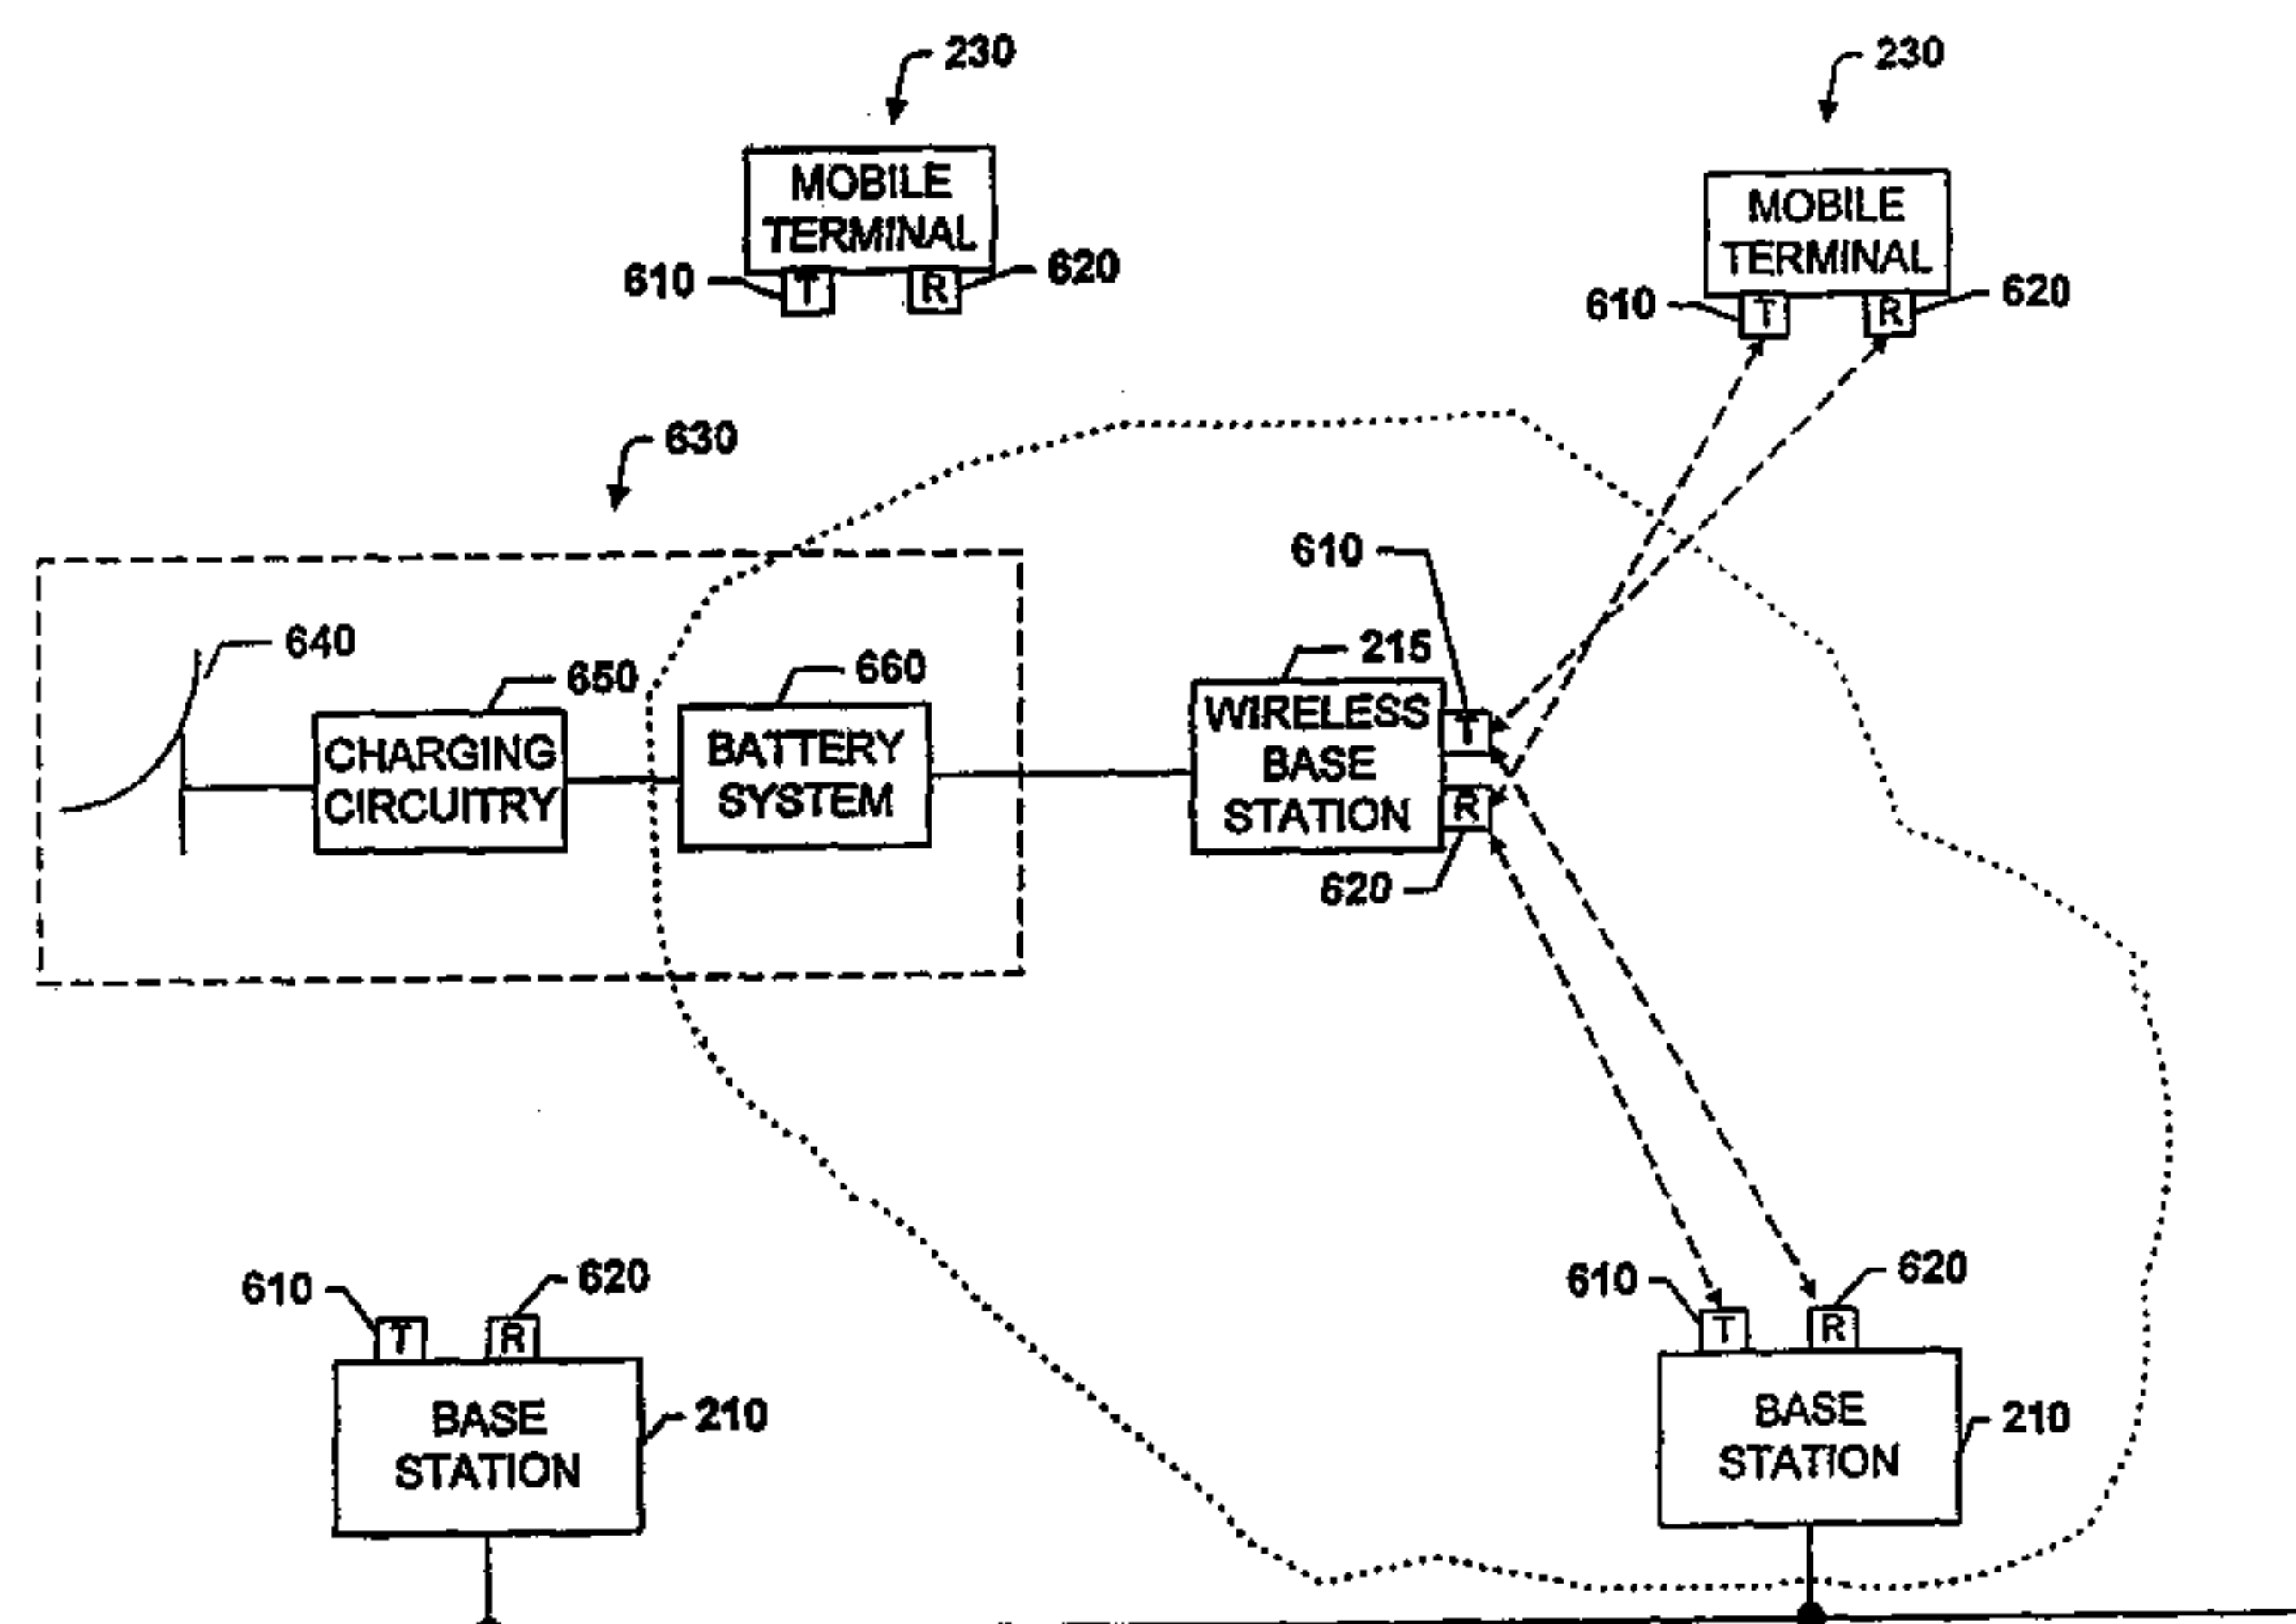 230
230
MOBILE
TERMINAL
MOBILE
TERMINAL
610
T
R
620
610
T
R
620
630
610
640
650
660
215
CHARGING
CIRCUITRY
BATTERY
SYSTEM
WIRELESS
BASE
STATION
T
R
620
610
T
R
620
610
T
R
620
BASE
STATION
210
BASE
STATION
210